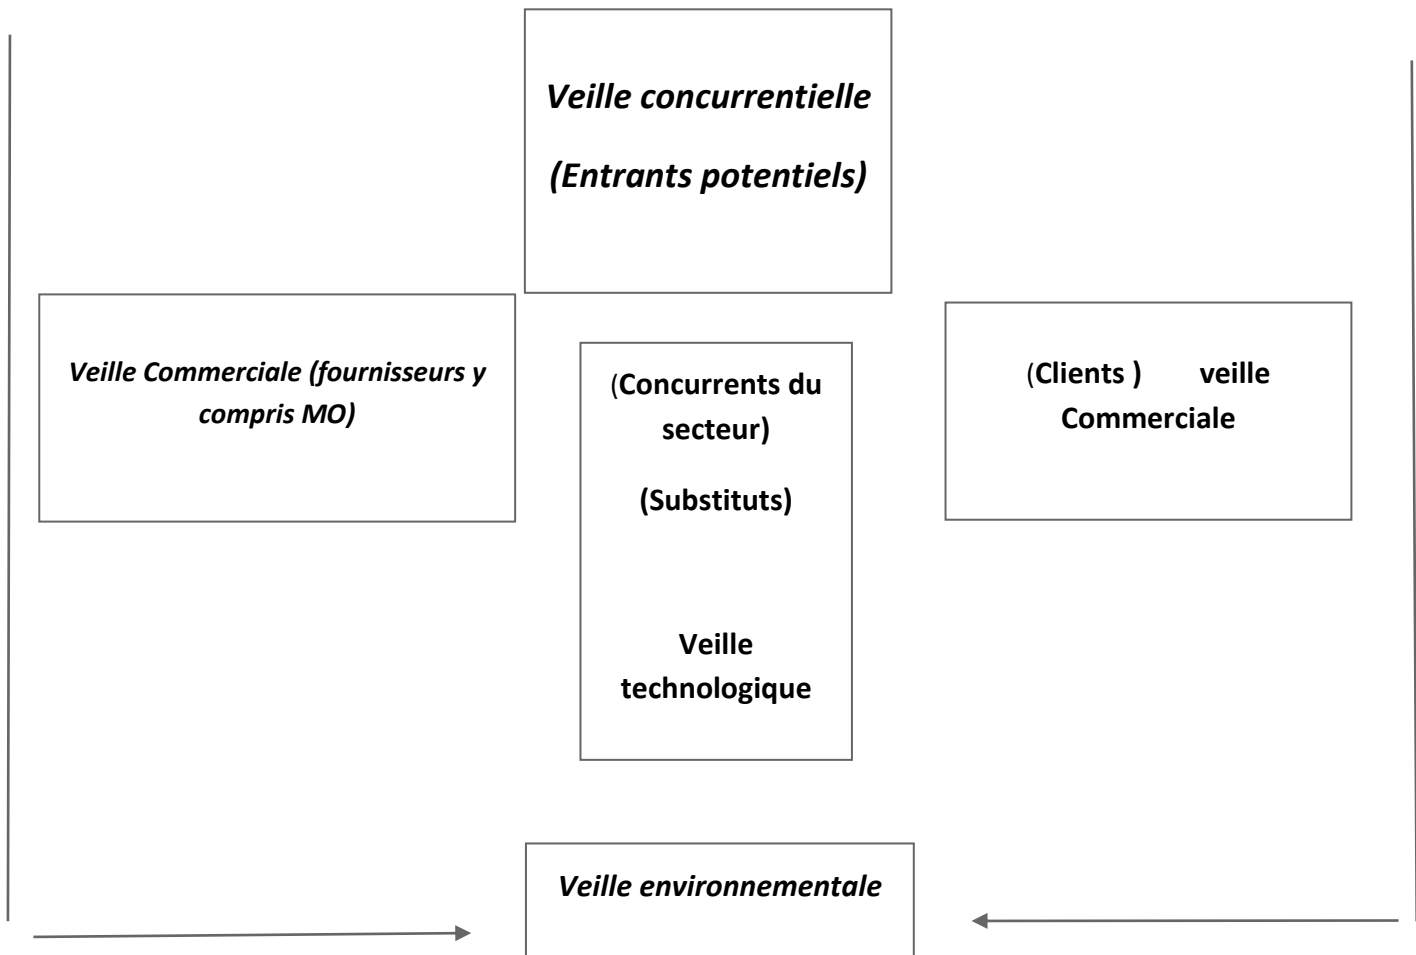 Veille concurrentielle
(Entrants potentiels)
Veille Commerciale (fournisseurs y
compris MO)
(Concurrents du
secteur)
(Substituts)
Veille
technologique
(Clients ) veille
Commerciale
Veille environnementale